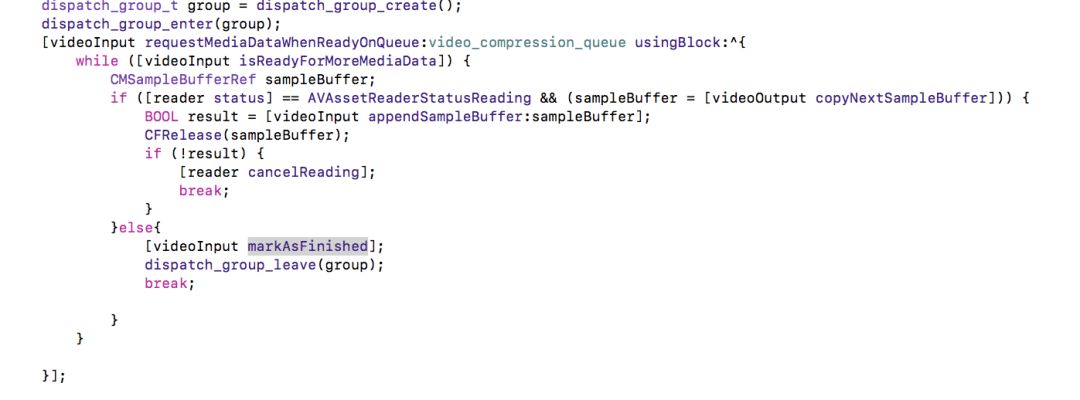 dispatch_group_t group = dispatch_group_create();
dispatch_group_enter(group);
[videoInput requestMediaDataWhenReadyOnQueue:video_compression_queue usingBlock:^{
while ([videoInput isReadyForMoreMediaData]) {
CMSampleBufferRef sampleBuffer;
if ([reader status] == AVAssetReaderStatusReading && (sampleBuffer = [videoOutput copyNextSampleBuffer])) {
BOOL result = [videoInput appendSampleBuffer:sampleBuffer];
CFRelease(sampleBuffer);
if (!result) {
[reader cancelReading];
break;
}
}else{
[videoInput markAsFinished];
dispatch_group_leave(group);
break;
}
}
}];